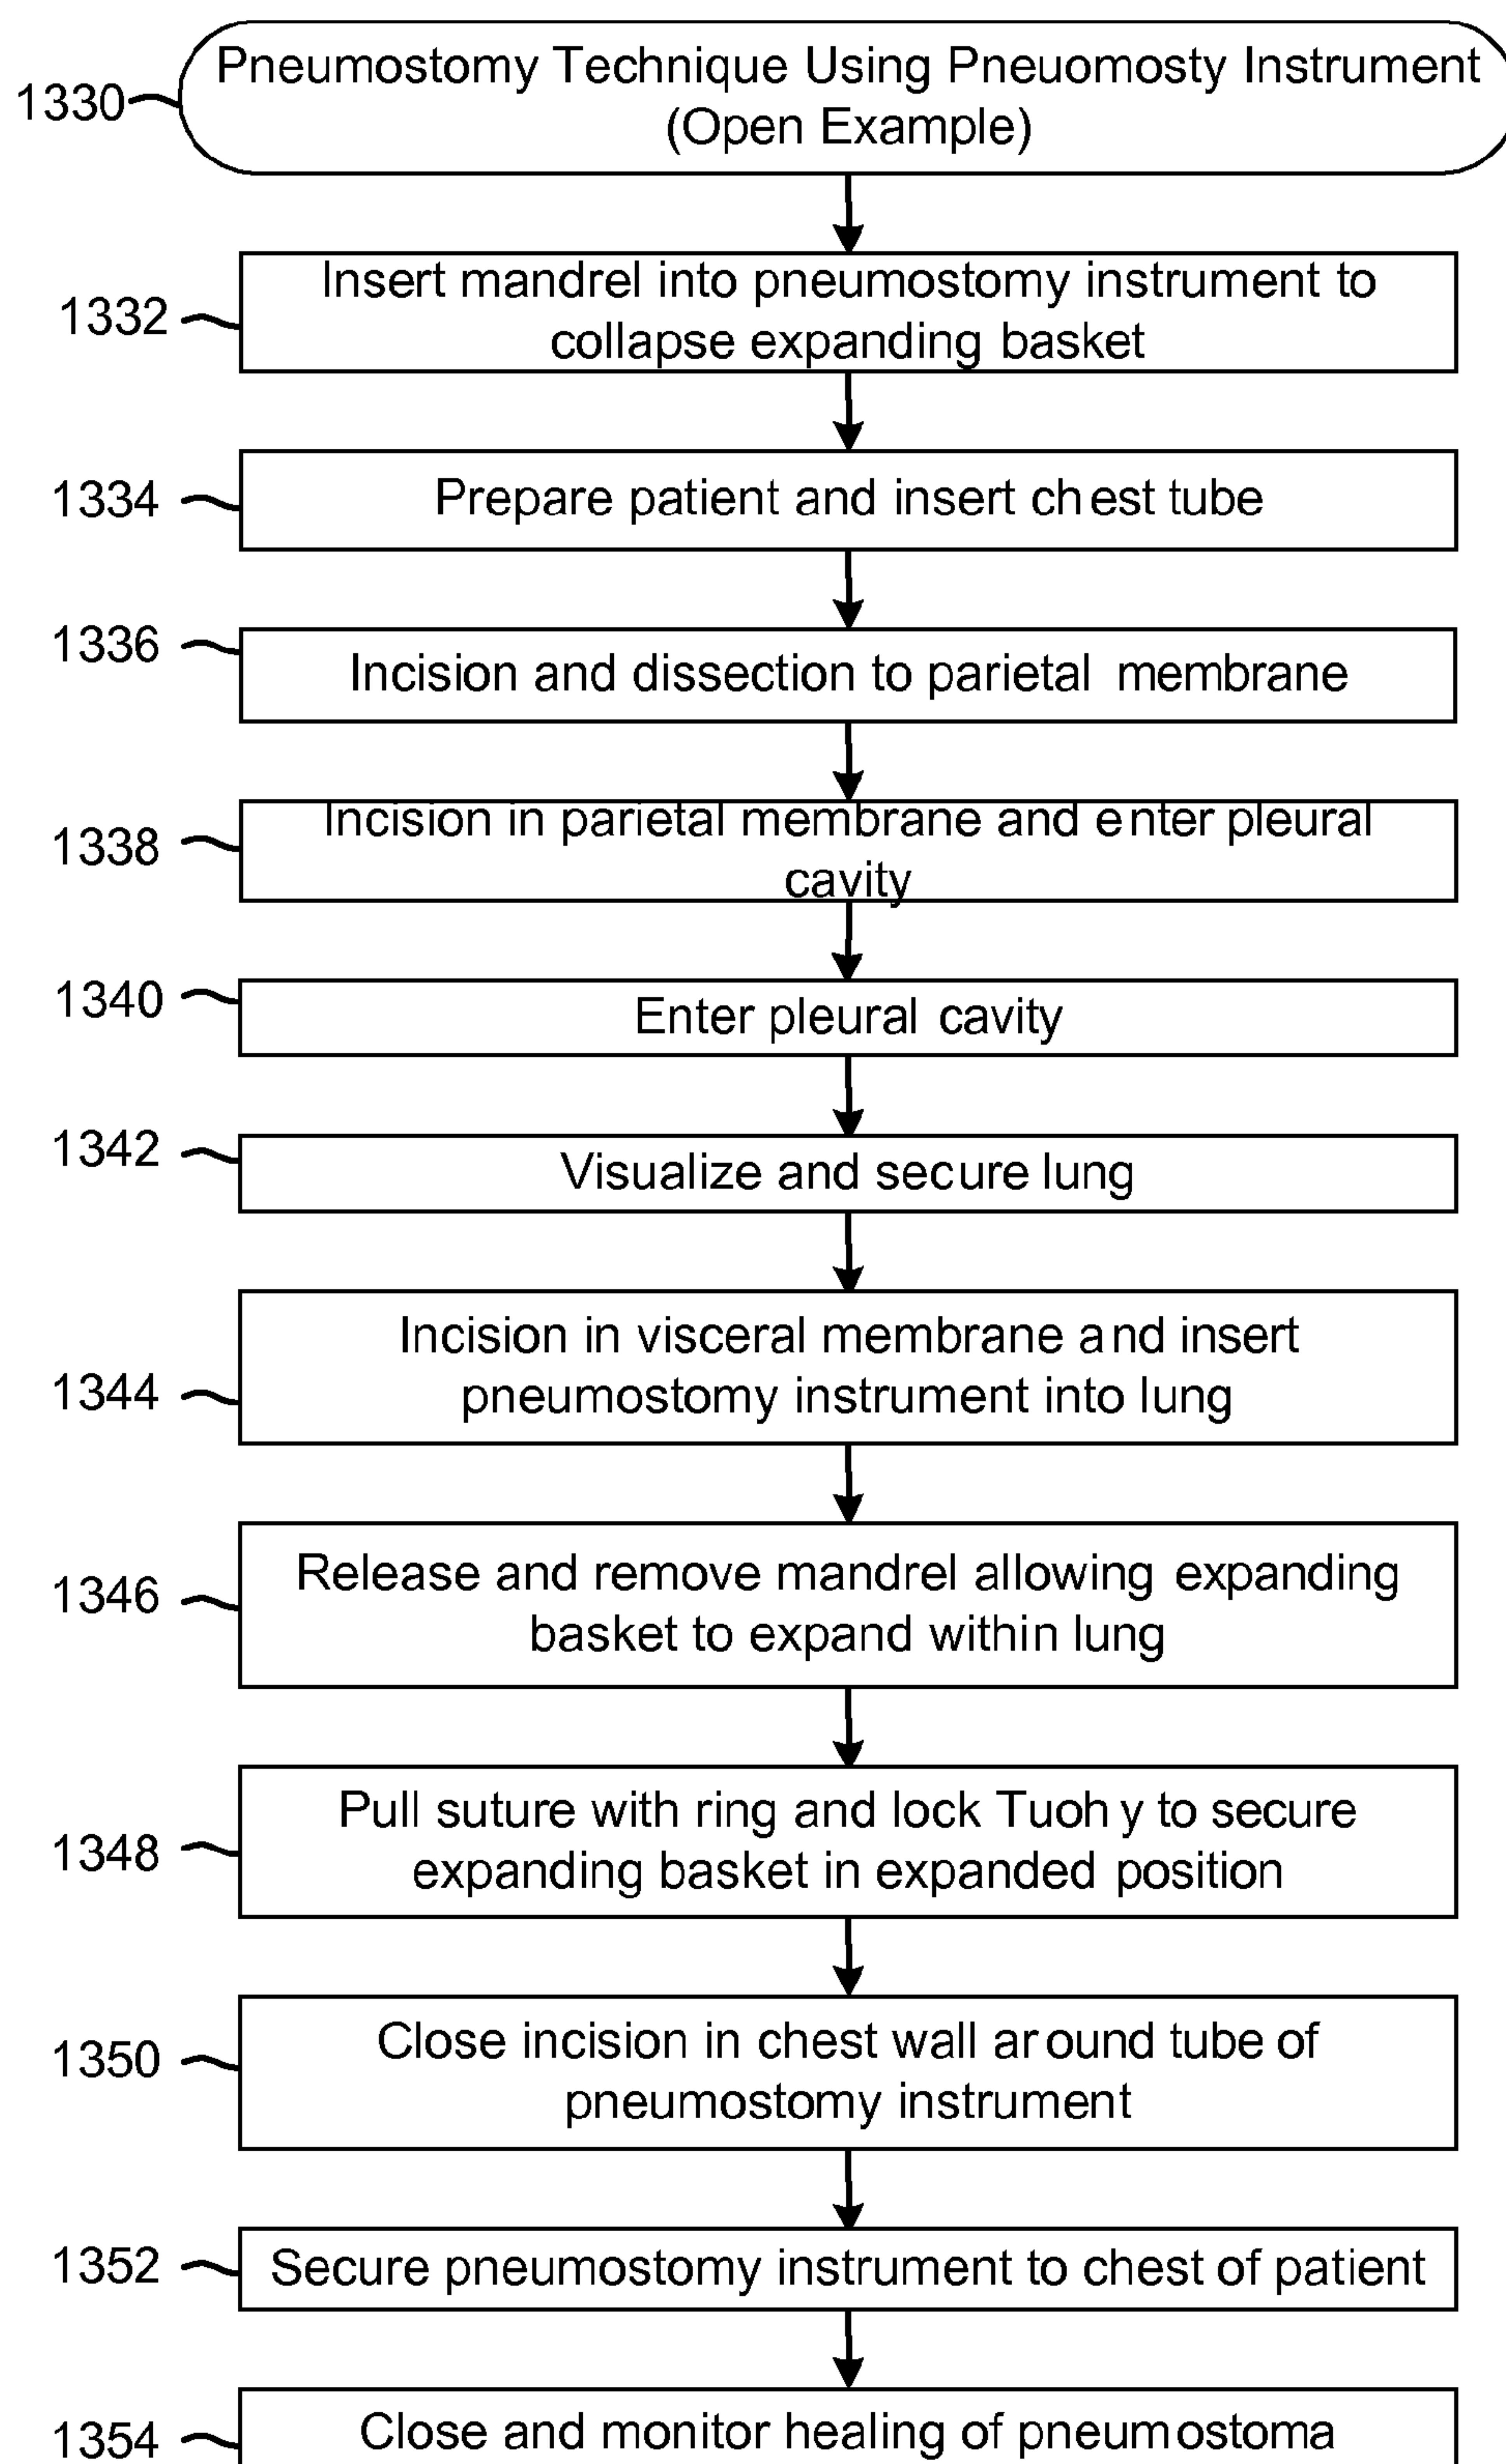 Pneumostomy Technique Using Pneuomosty Instrument
(Open Example)
1330
Insert mandrel into pneumostomy instrument to
collapse expanding basket
1332
Prepare patient and insert chest tube
1334
Incision and dissection to parietal membrane
1336
Incision in parietal membrane and enter pleural
cavity
1338
Enter pleural cavity
1340
Visualize and secure lung
1342
Incision in visceral membrane and insert
pneumostomy instrument into lung
1344
Release and remove mandrel allowing expanding
basket to expand within lung
1346
Pull suture with ring and lock Tuohy to secure
expanding basket in expanded position
1348
Close incision in chest wall around tube of
pneumostomy instrument
1350
Secure pneumostomy instrument to chest of patient
1352
Close and monitor healing of pneumostoma
1354